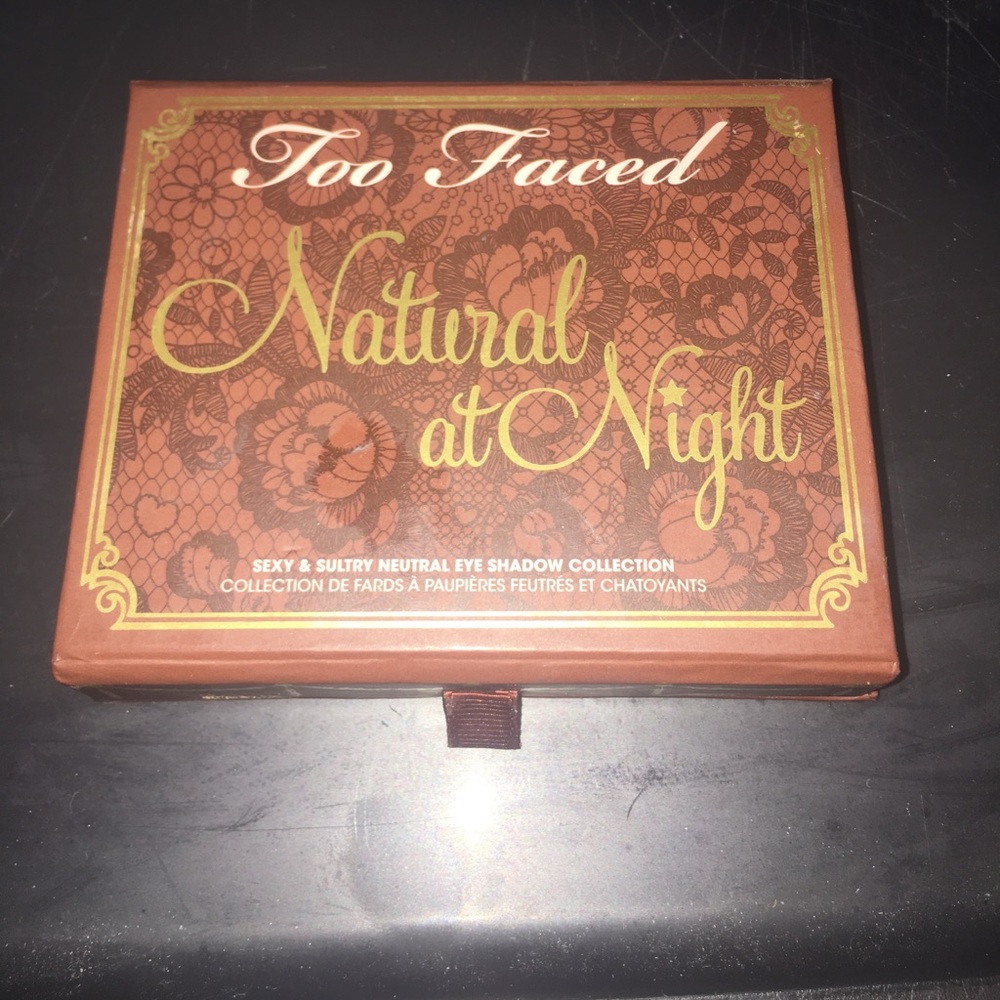 Too Faced
Natural
at Night
SEXY & SULTRY NEUTRAL EYE SHADOW COLLECTION
COLLECTION DE FARDS À PAUPIÈRES FEUTRÉS ET CHATOYANTS